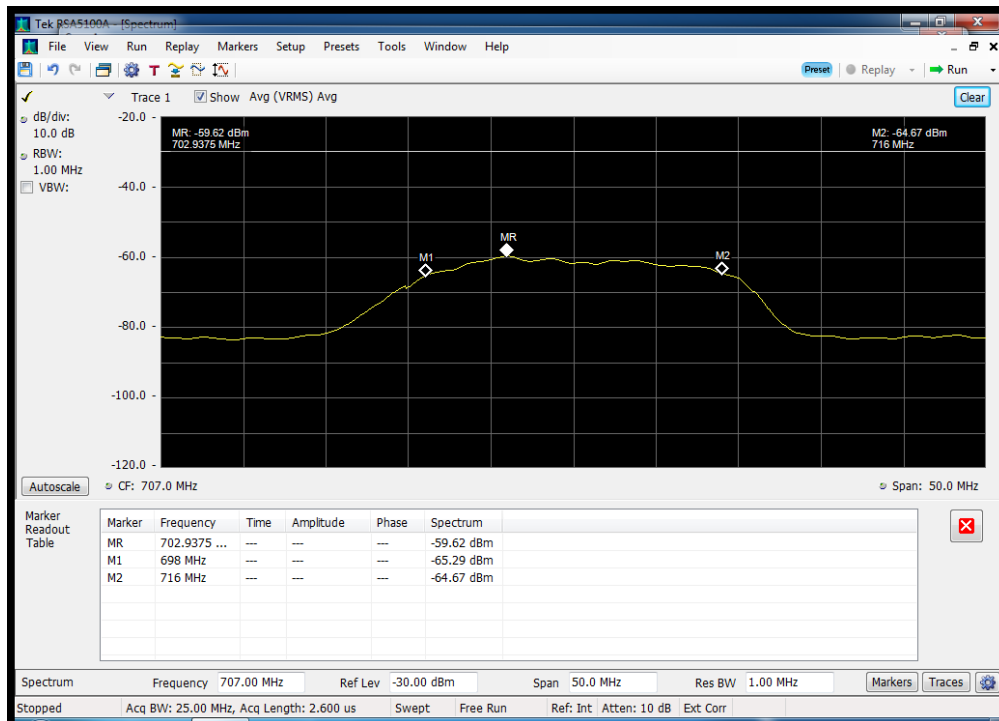 Tek RSA5100A - [Spectrum]
File View Run Replay Markers Setup Presets Tools Window Help
T Preset Replay Run
Trace 1 Show Avg (VRMS) Avg Clear
dB/div:
10.0 dB
RBW:
1.00 MHz
VBW:
-20.0
-40.0
-60.0
-80.0
-100.0
-120.0
MR: -59.62 dBm
702.9375 MHz
M2: -64.67 dBm
716 MHz
M1
MR
M2
Autoscale CF: 707.0 MHz Span: 50.0 MHz
Marker
Readout
Table
Marker Frequency Time Amplitude Phase Spectrum
MR 702.9375 ... --- --- --- -59.62 dBm
M1 698 MHz --- --- --- -65.29 dBm
M2 716 MHz --- --- --- -64.67 dBm
Spectrum Frequency 707.00 MHz Ref Lev -30.00 dBm Span 50.0 MHz Res BW 1.00 MHz Markers Traces
Stopped Acq BW: 25.00 MHz, Acq Length: 2.600 us Swept Free Run Ref: Int Atten: 10 dB Ext Corr